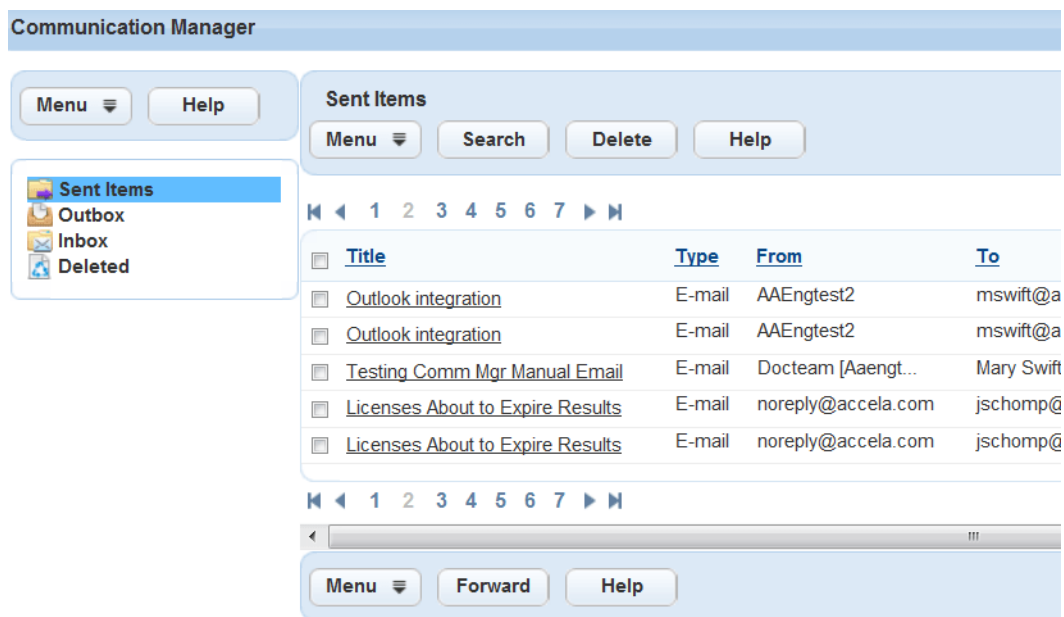 Communication Manager
Menu Help
Sent Items
Outbox
Inbox
Deleted
Sent Items
Menu Search Delete Help
1 2 3 4 5 6 7
Title Type From To
Outlook integration E-mail AAEngtest2 mswift@a
Outlook integration E-mail AAEngtest2 mswift@a
Testing Comm Mgr Manual Email E-mail Docteam [Aaengt... Mary Swift
Licenses About to Expire Results E-mail noreply@accela.com jschomp@
Licenses About to Expire Results E-mail noreply@accela.com jschomp@
1 2 3 4 5 6 7
Menu Forward Help